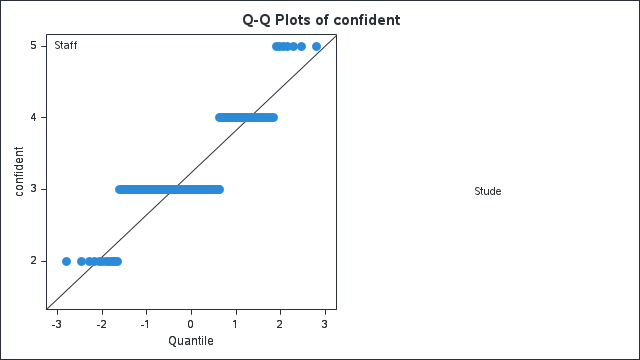 Q-Q Plots of confident
Staff
5
4
3
2
confident
-3 -2 -1 0 1 2 3
Quantile
Stude